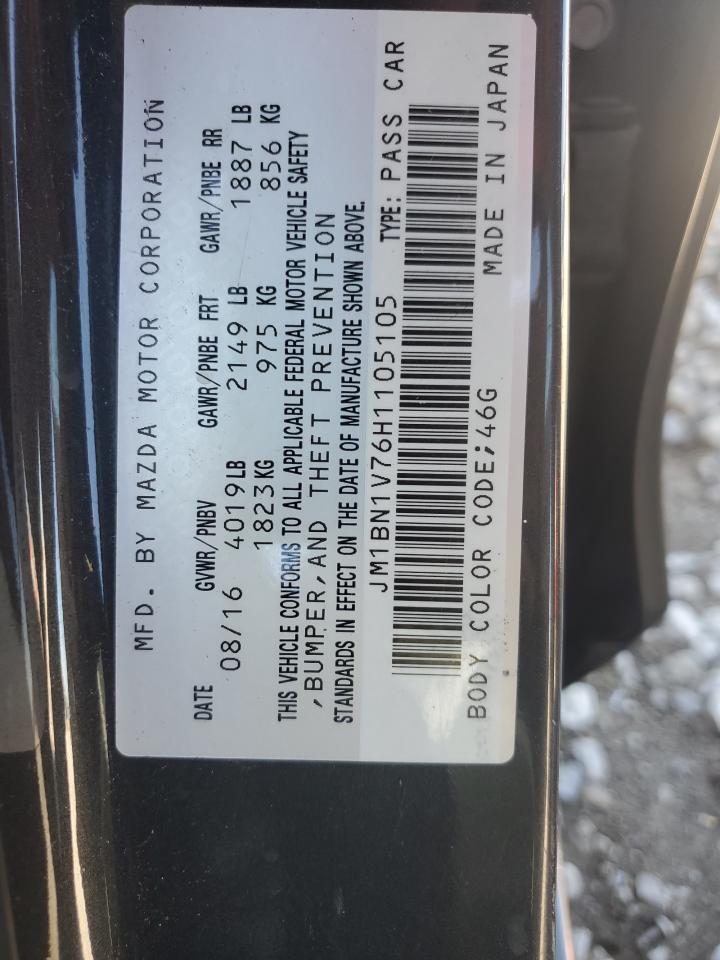 MFD. BY MAZDA MOTOR CORPORATION
DATE GVWR/PNBV GAWR/PNBE FRT GAWR/PNBE RR
08/16 4019LB 2149 LB 1887 LB
1823KG 975 KG 856 KG
THIS VEHICLE CONFORMS TO ALL APPLICABLE FEDERAL MOTOR VEHICLE SAFETY
,BUMPER,AND THEFT PREVENTION
STANDARDS IN EFFECT ON THE DATE OF MANUFACTURE SHOWN ABOVE.
JM1BN1V76H1105105 TYPE: PASS CAR
BODY COLOR CODE;46G MADE IN JAPAN